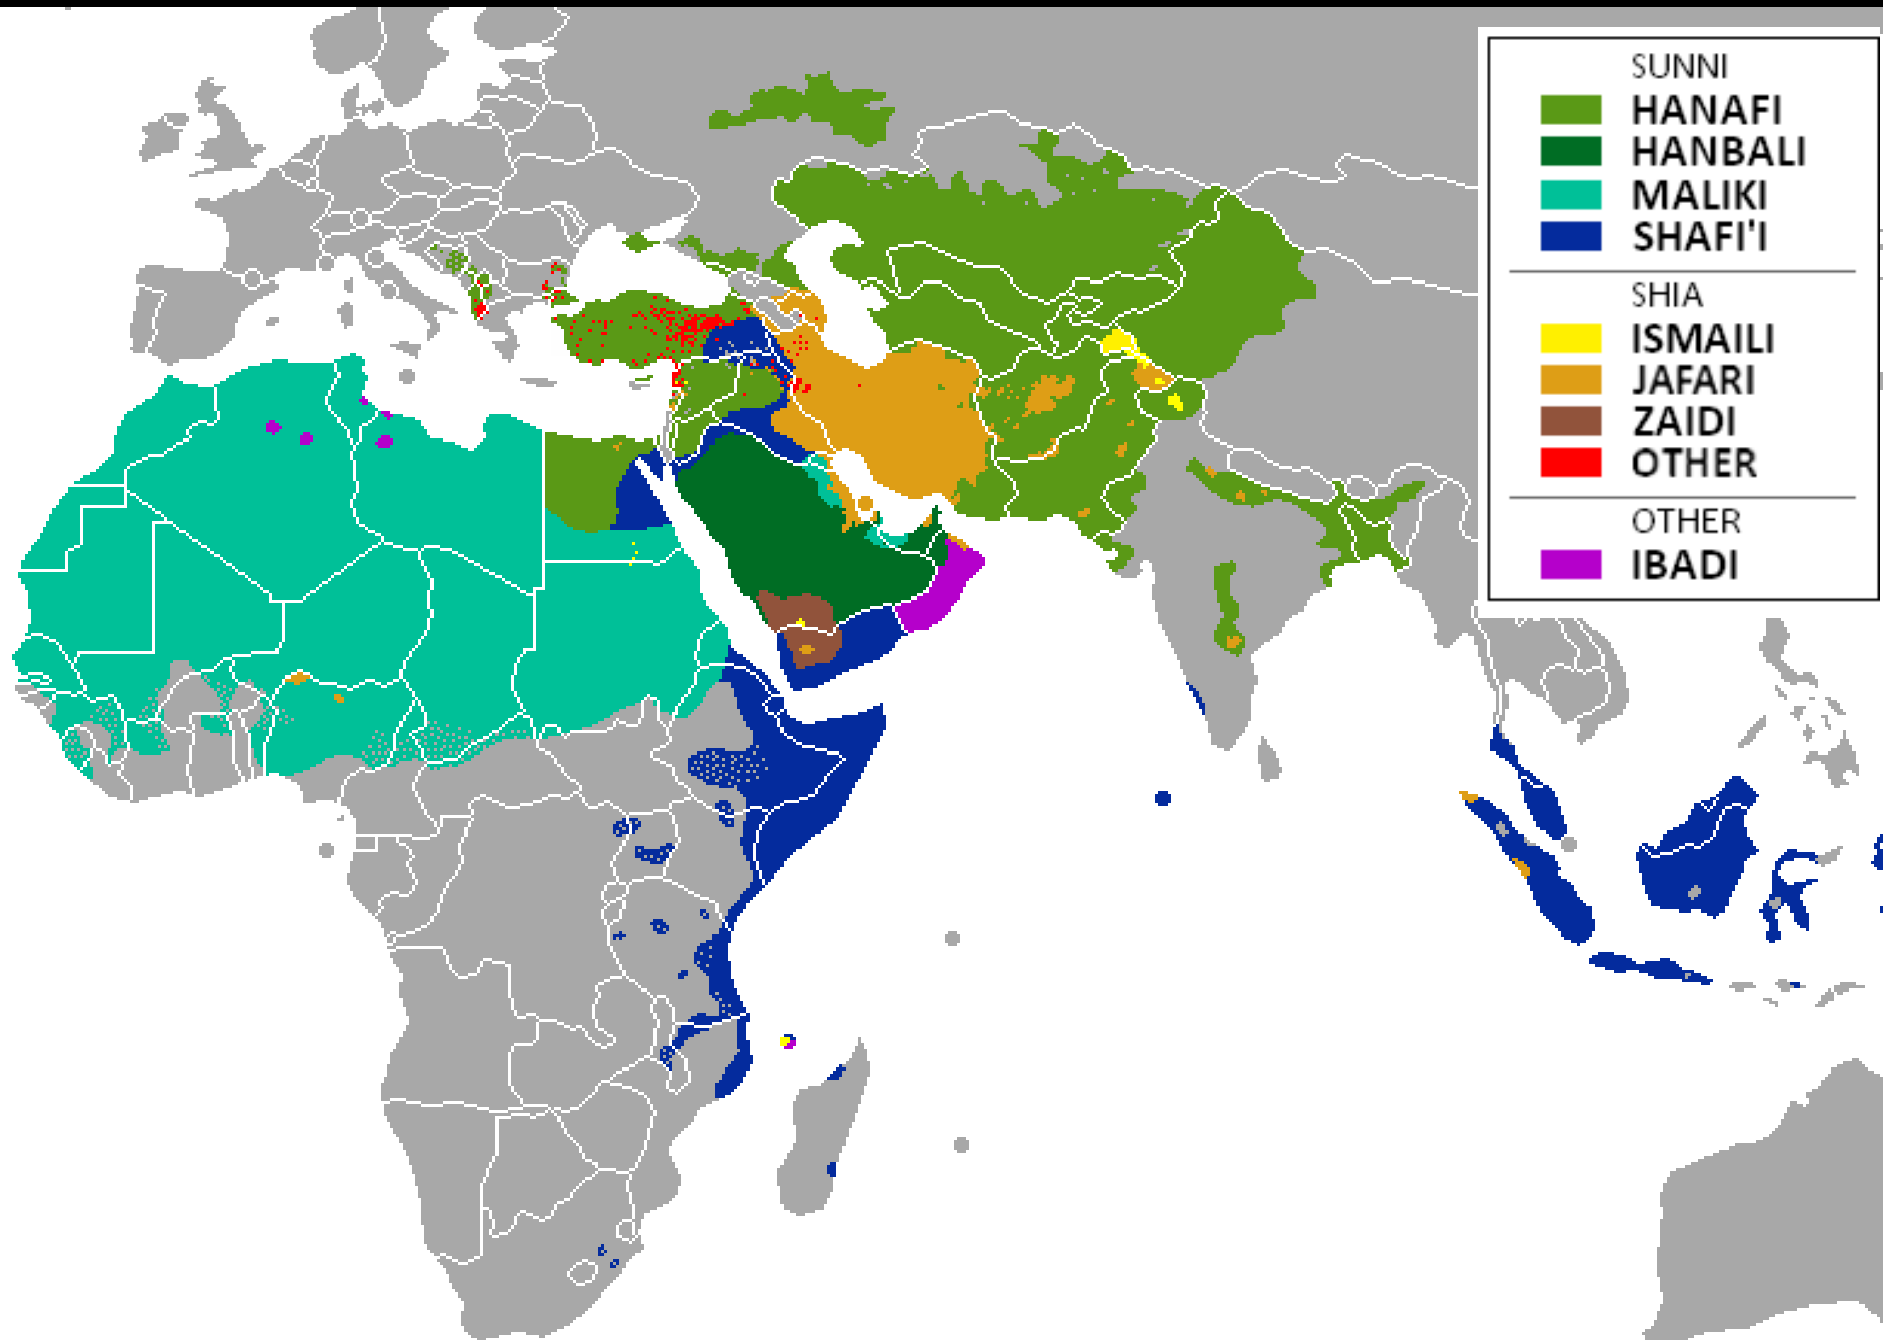 SUNNI
HANAFI
HANBALI
MALIKI
SHAFI'I
SHIA
ISMAILI
JAFARI
ZAIDI
OTHER
OTHER
IBADI